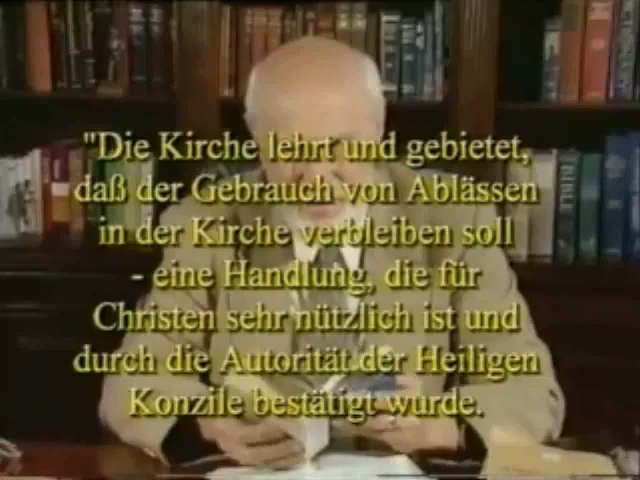 "Die Kirche lehrt und gebietet,
daß der Gebrauch von Ablässen
in der Kirche verbleiben soll
- eine Handlung, die für
Christen sehr nützlich ist und
durch die Autorität der Heiligen
Konzile bestätigt wurde.
BIBLE